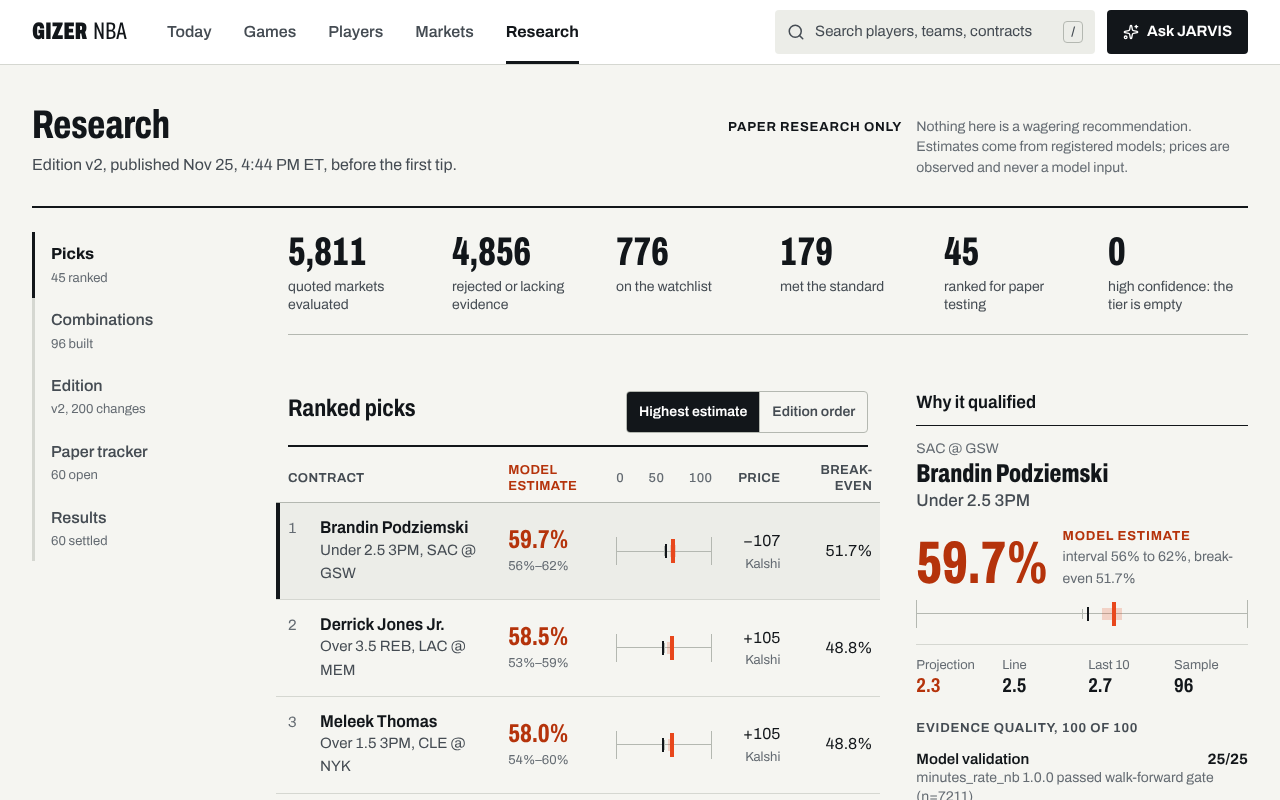 GIZER NBA
Today
Games
Players
Markets
Research
Search players, teams, contracts
/
Ask JARVIS
Research
Edition v2, published Nov 25, 4:44 PM ET, before the first tip.
PAPER RESEARCH ONLY
Nothing here is a wagering recommendation.
Estimates come from registered models; prices are
observed and never a model input.
Picks
45 ranked
Combinations
96 built
Edition
v2, 200 changes
Paper tracker
60 open
Results
60 settled
5,811
quoted markets
evaluated
4,856
rejected or lacking
evidence
776
on the watchlist
179
met the standard
45
ranked for paper
testing
0
high confidence: the
tier is empty
Ranked picks
Highest estimate
Edition order
CONTRACT
MODEL
ESTIMATE
0 50 100
PRICE
BREAK-
EVEN
1
Brandin Podziemski
Under 2.5 3PM, SAC @
GSW
59.7%
56%–62%
−107
Kalshi
51.7%
2
Derrick Jones Jr.
Over 3.5 REB, LAC @
MEM
58.5%
53%–59%
+105
Kalshi
48.8%
3
Meleek Thomas
Over 1.5 3PM, CLE @
NYK
58.0%
54%–60%
+105
Kalshi
48.8%
Why it qualified
SAC @ GSW
Brandin Podziemski
Under 2.5 3PM
59.7%
MODEL ESTIMATE
interval 56% to 62%, break-
even 51.7%
Projection
2.3
Line
2.5
Last 10
2.7
Sample
96
EVIDENCE QUALITY, 100 OF 100
Model validation
25/25
minutes_rate_nb 1.0.0 passed walk-forward gate
(n=7211)